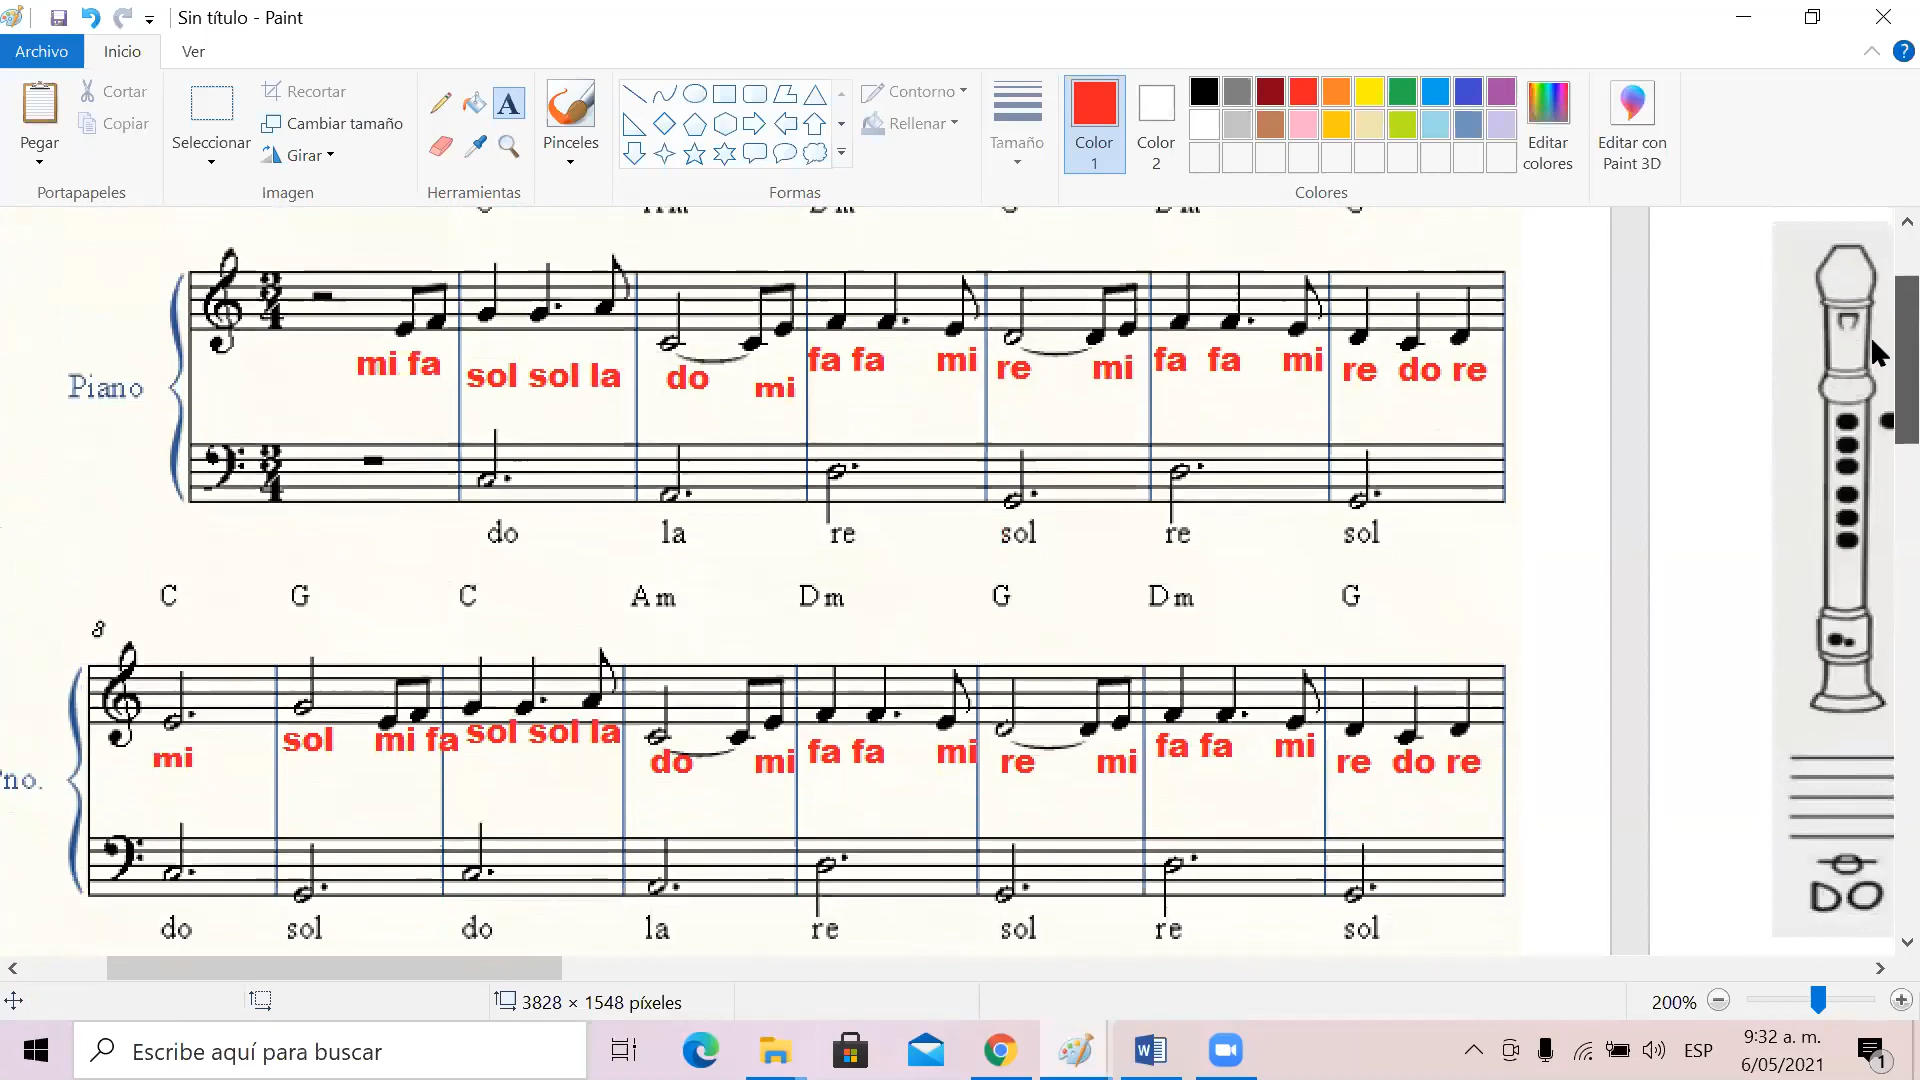 Sin título - Paint
Archivo Inicio Ver
Pegar Cortar Copiar Seleccionar Recortar Cambiar tamaño Girar A Pinceles Contorno Rellenar Tamaño Color 1 Color 2 Editar colores Editar con Paint 3D
Portapapeles Imagen Herramientas Formas Colores
mi fa sol sol la do mi fa fa mi re mi fa fa mi re do re
Piano
do la re sol re sol
C G C Am Dm G Dm G
8
mi sol mi fa sol sol la do mi fa fa mi re mi fa fa mi re do re
no.
do sol do la re sol re sol
DO
3828 × 1548 píxeles 200%
Escribe aquí para buscar ESP 9:32 a. m.
6/05/2021 1